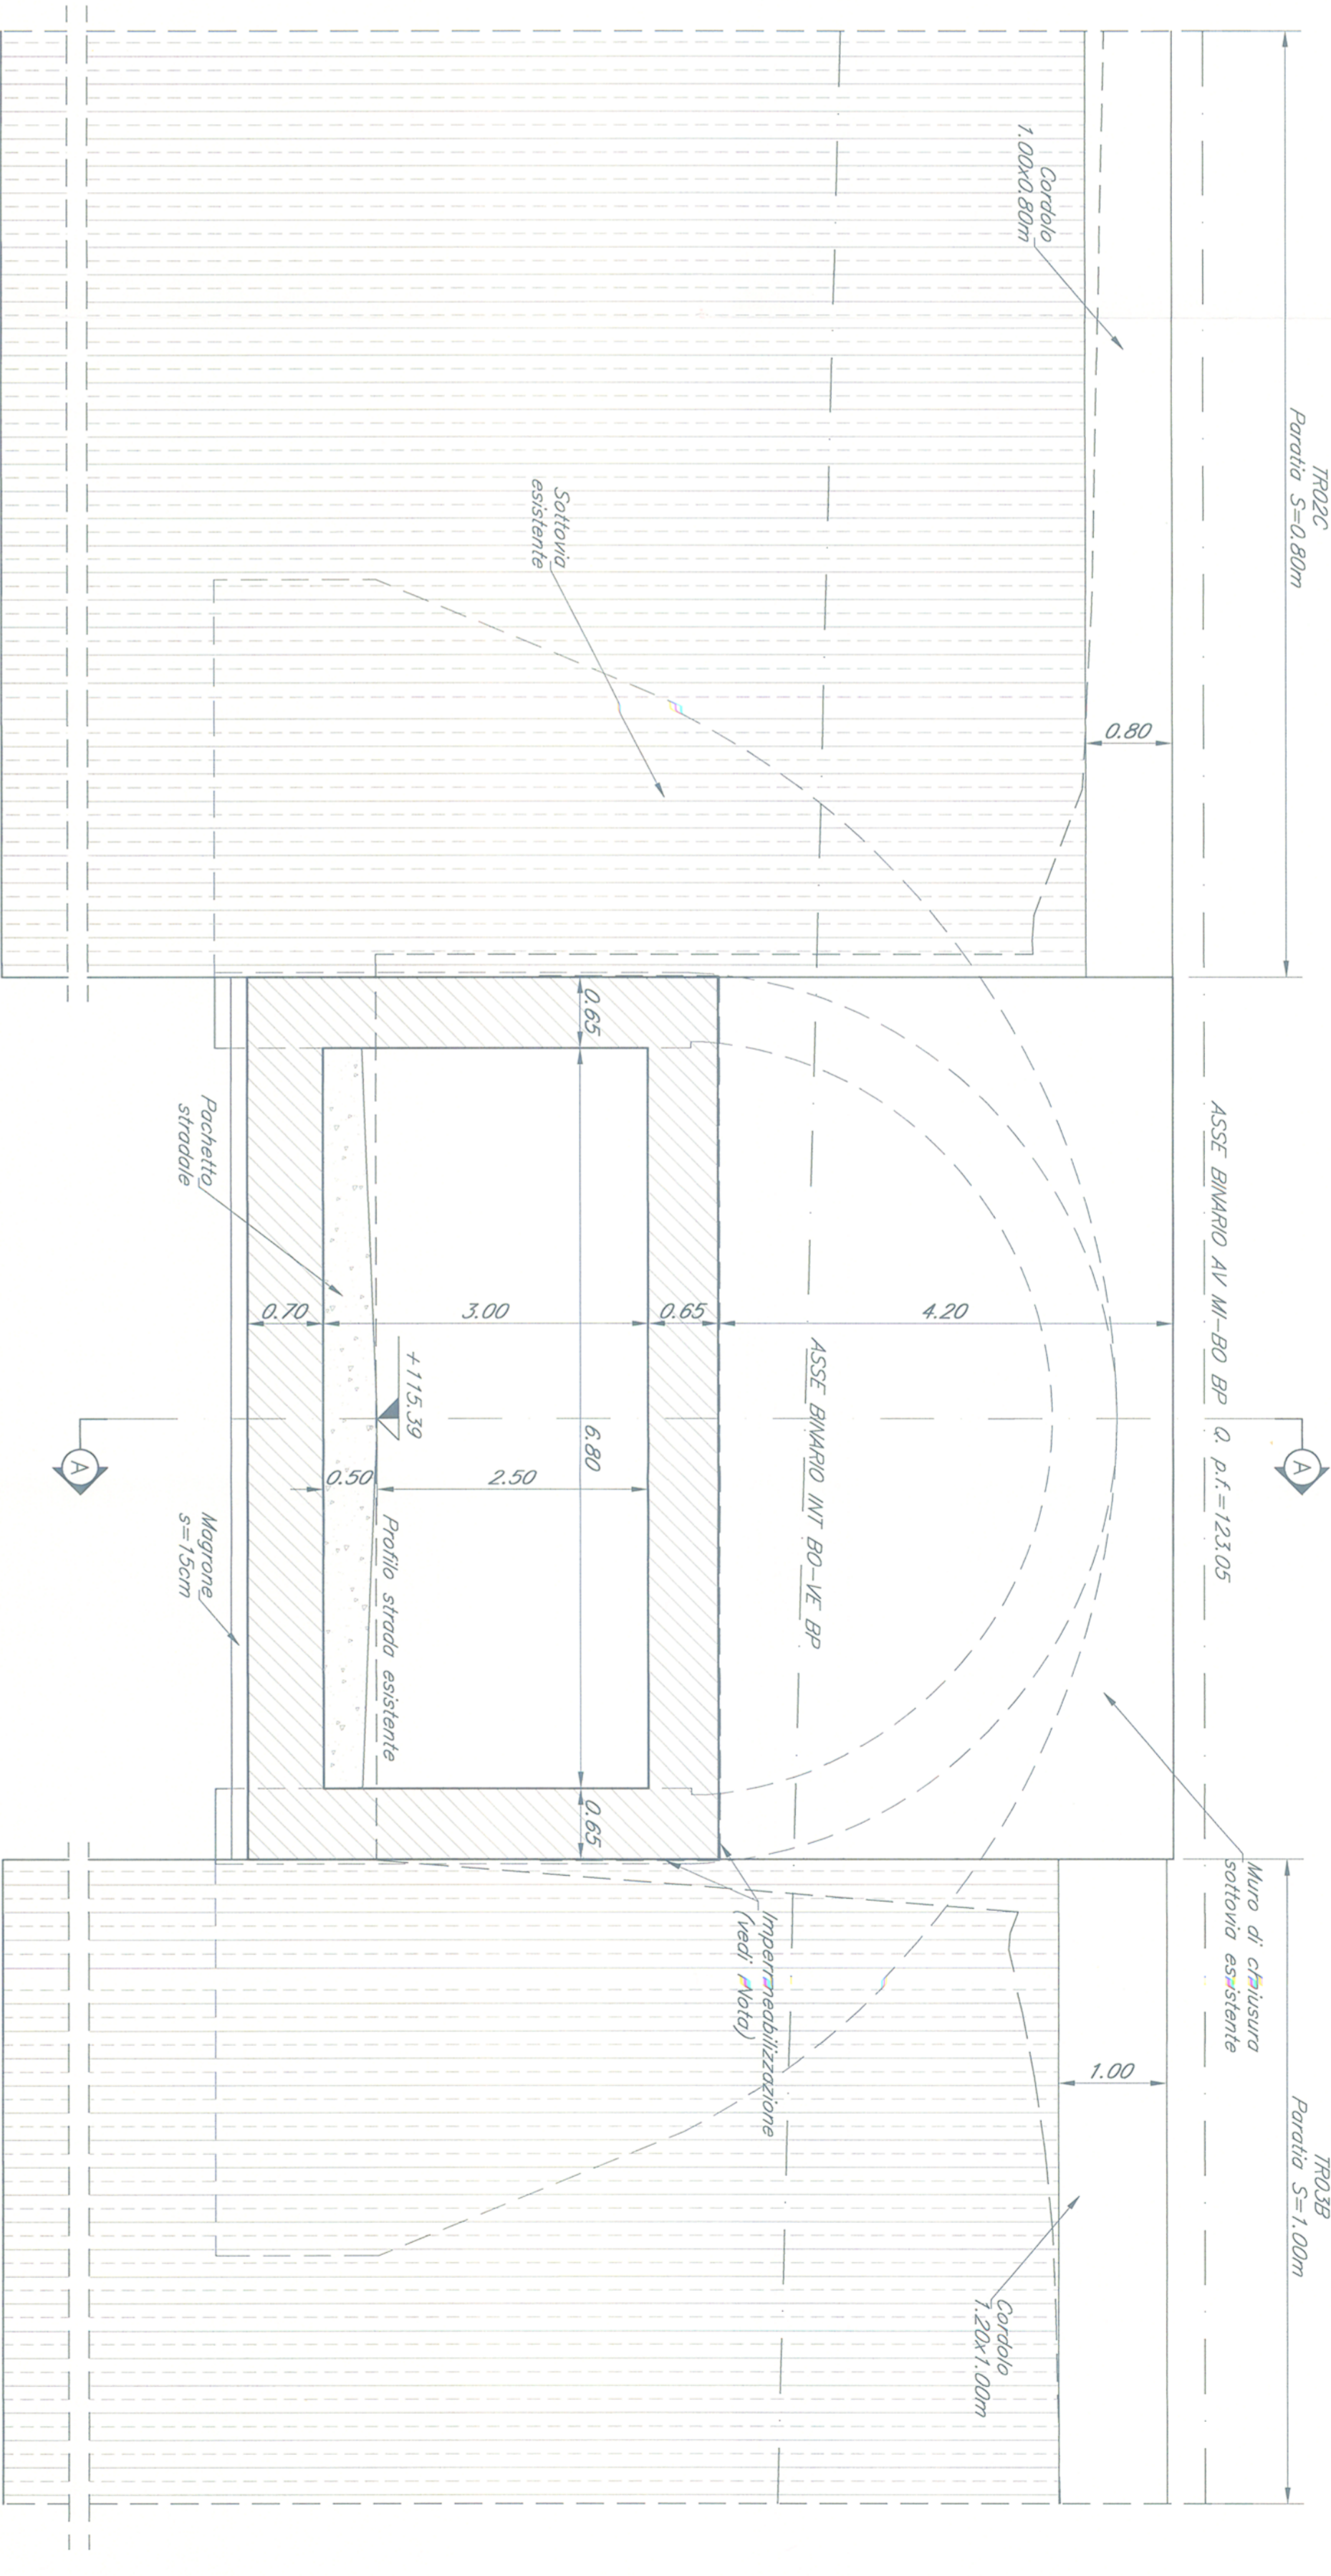 TR02C
Paratia S=0.80m
TR03B
Paratia S=1.00m
A
ASSE BINARIO AV MI-BO BP Q. p.f.=123.05
Muro di chiusura
sottovia esistente
Cordolo
1.00x0.80m
0.80
1.00
4.20
Cordolo
1.20x1.00m
ASSE BINARIO INT BO-VE BP
Impermeabilizzazione
(vedi Nota)
Sottovia
esistente
0.65
0.65
6.80
0.65
3.00
2.50
+115.39
Profilo strada esistente
0.50
0.70
Pachetto
stradale
Magrone
s=15cm
A